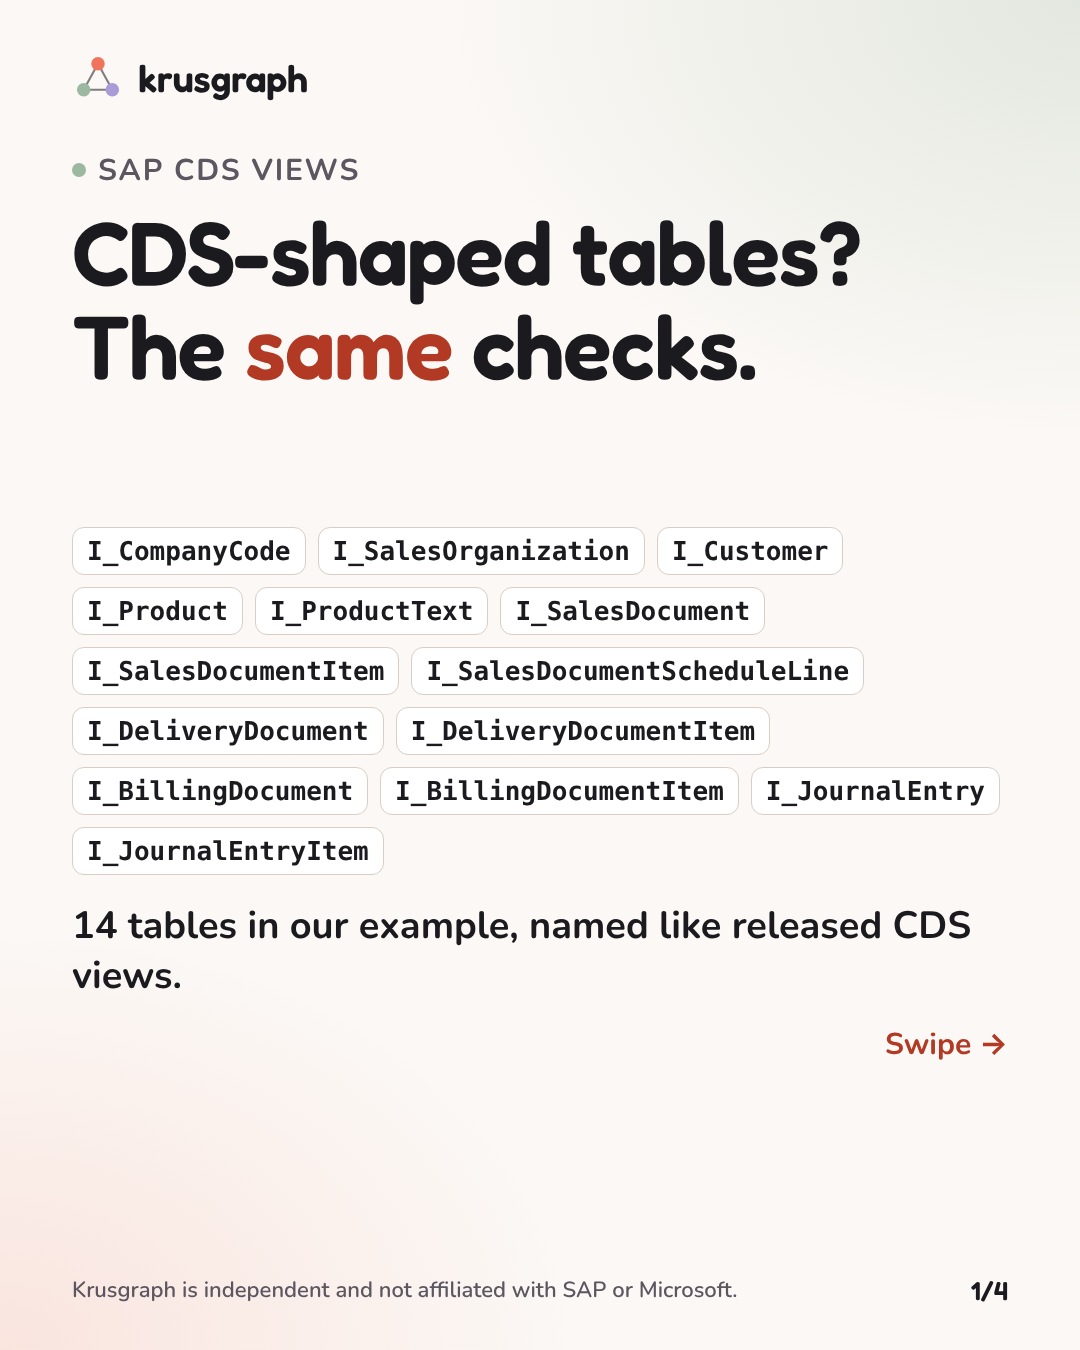 krusgraph
SAP CDS VIEWS
CDS-shaped tables?
The same checks.
I_CompanyCode I_SalesOrganization I_Customer
I_Product I_ProductText I_SalesDocument
I_SalesDocumentItem I_SalesDocumentScheduleLine
I_DeliveryDocument I_DeliveryDocumentItem
I_BillingDocument I_BillingDocumentItem I_JournalEntry
I_JournalEntryItem
14 tables in our example, named like released CDS
views.
Swipe →
Krusgraph is independent and not affiliated with SAP or Microsoft.
1/4